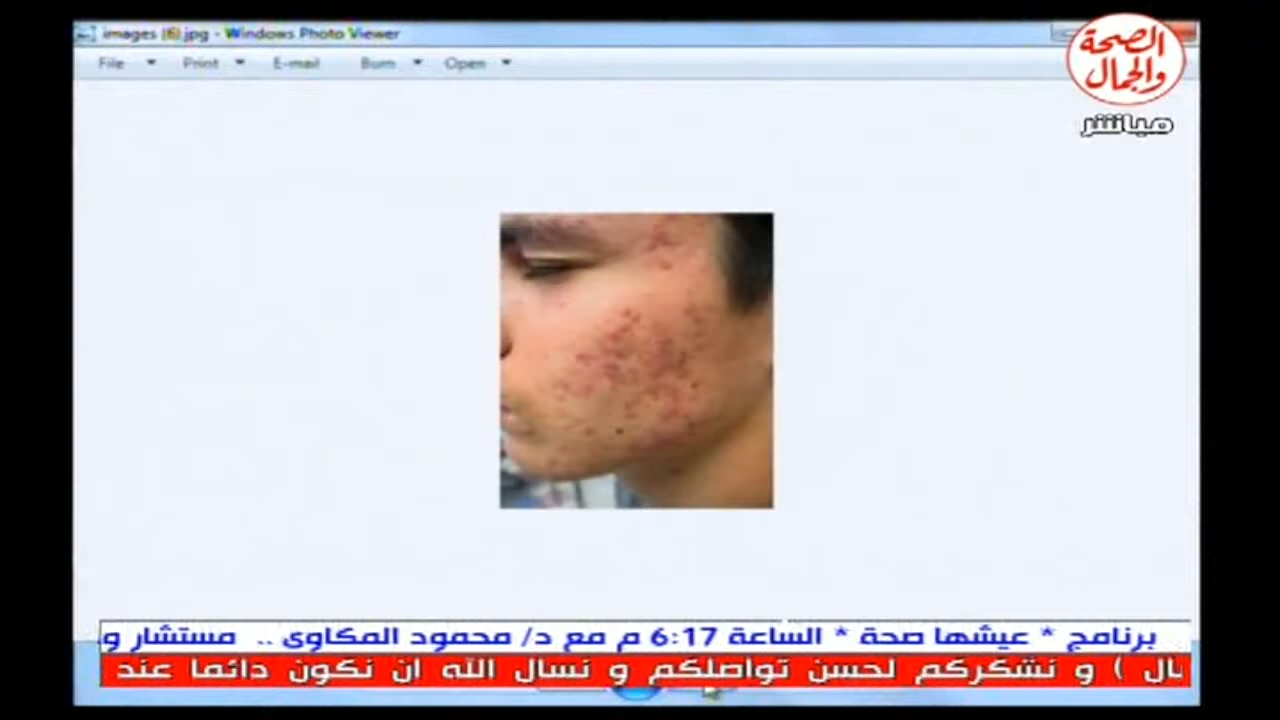 images (6).jpg - Windows Photo Viewer
File Print E-mail Burn Open
الصحة
والجمال
مباشر
برنامج * عيشها صحة * الساعة 6:17 م مع د/ محمود المكاوى .. مستشار و
ـال ) و نشكركم لحسن تواصلكم و نسال الله ان نكون دائما عند